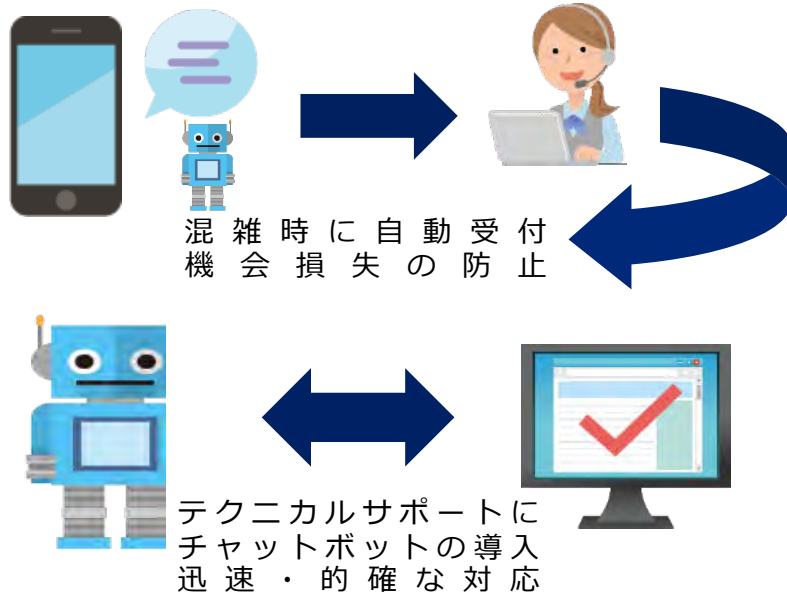 混雑時に自動受付
機会損失の防止
テクニカルサポートに
チャットボットの導入
迅速・的確な対応